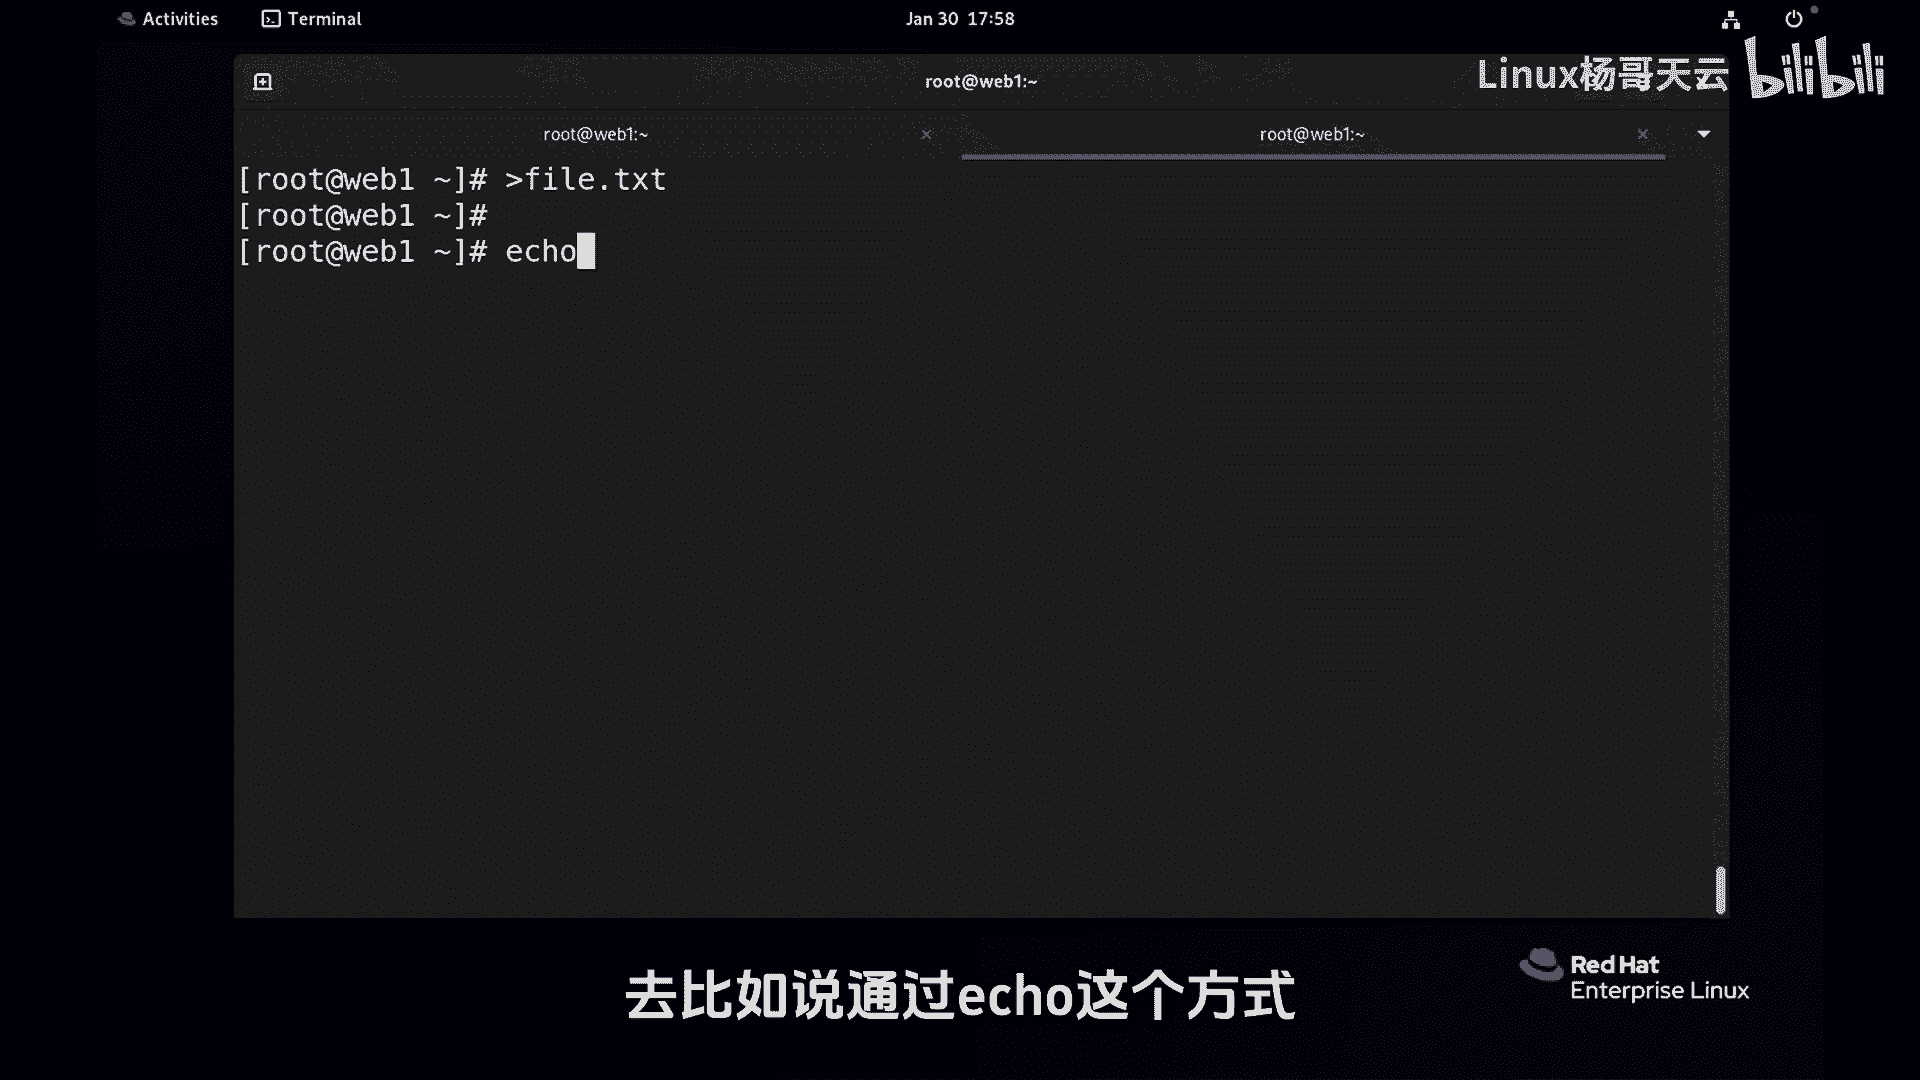 Activities Terminal Jan 30 17:58
root@web1:~ Linux杨哥天云 bilibili
root@web1:~ root@web1:~
[root@web1 ~]# >file.txt
[root@web1 ~]#
[root@web1 ~]# echo
Red Hat
Enterprise Linux
去比如说通过echo这个方式